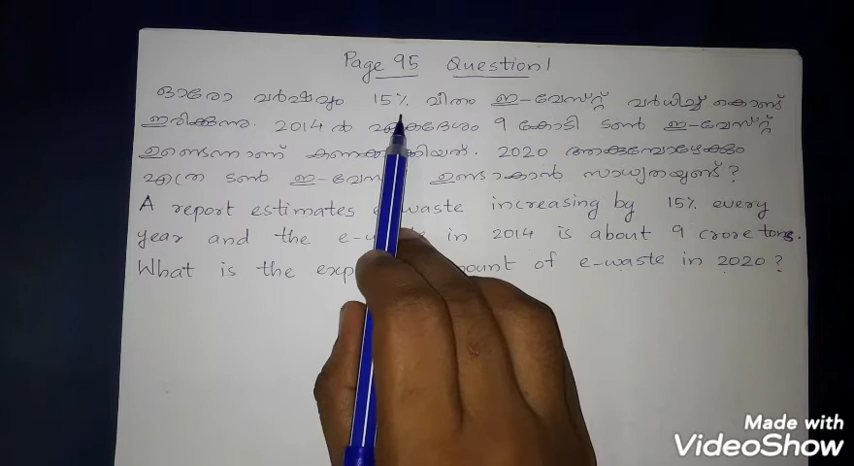 Page 95 Question 1
ഓരോ വർഷവും 15% വീതം ഇ-വേസ്റ്റ് വർധിച്ച് കൊണ്ട്
ഇരിക്കുന്നു. 2014 ൽ 9 കോടി ടൺ ഇ-വേസ്റ്റ്
ഉണ്ടെന്നാണ് 2020 ആകുമ്പോഴേക്കും
എത്ര ടൺ ഇ-വേസ് ഉണ്ടാകാൻ സാധ്യതയുണ്ട്?
A report estimates waste increasing by 15% every
year and the e-w in 2014 is about 9 crore tons.
What is the exp ount of e-waste in 2020?
Made with
VideoShow